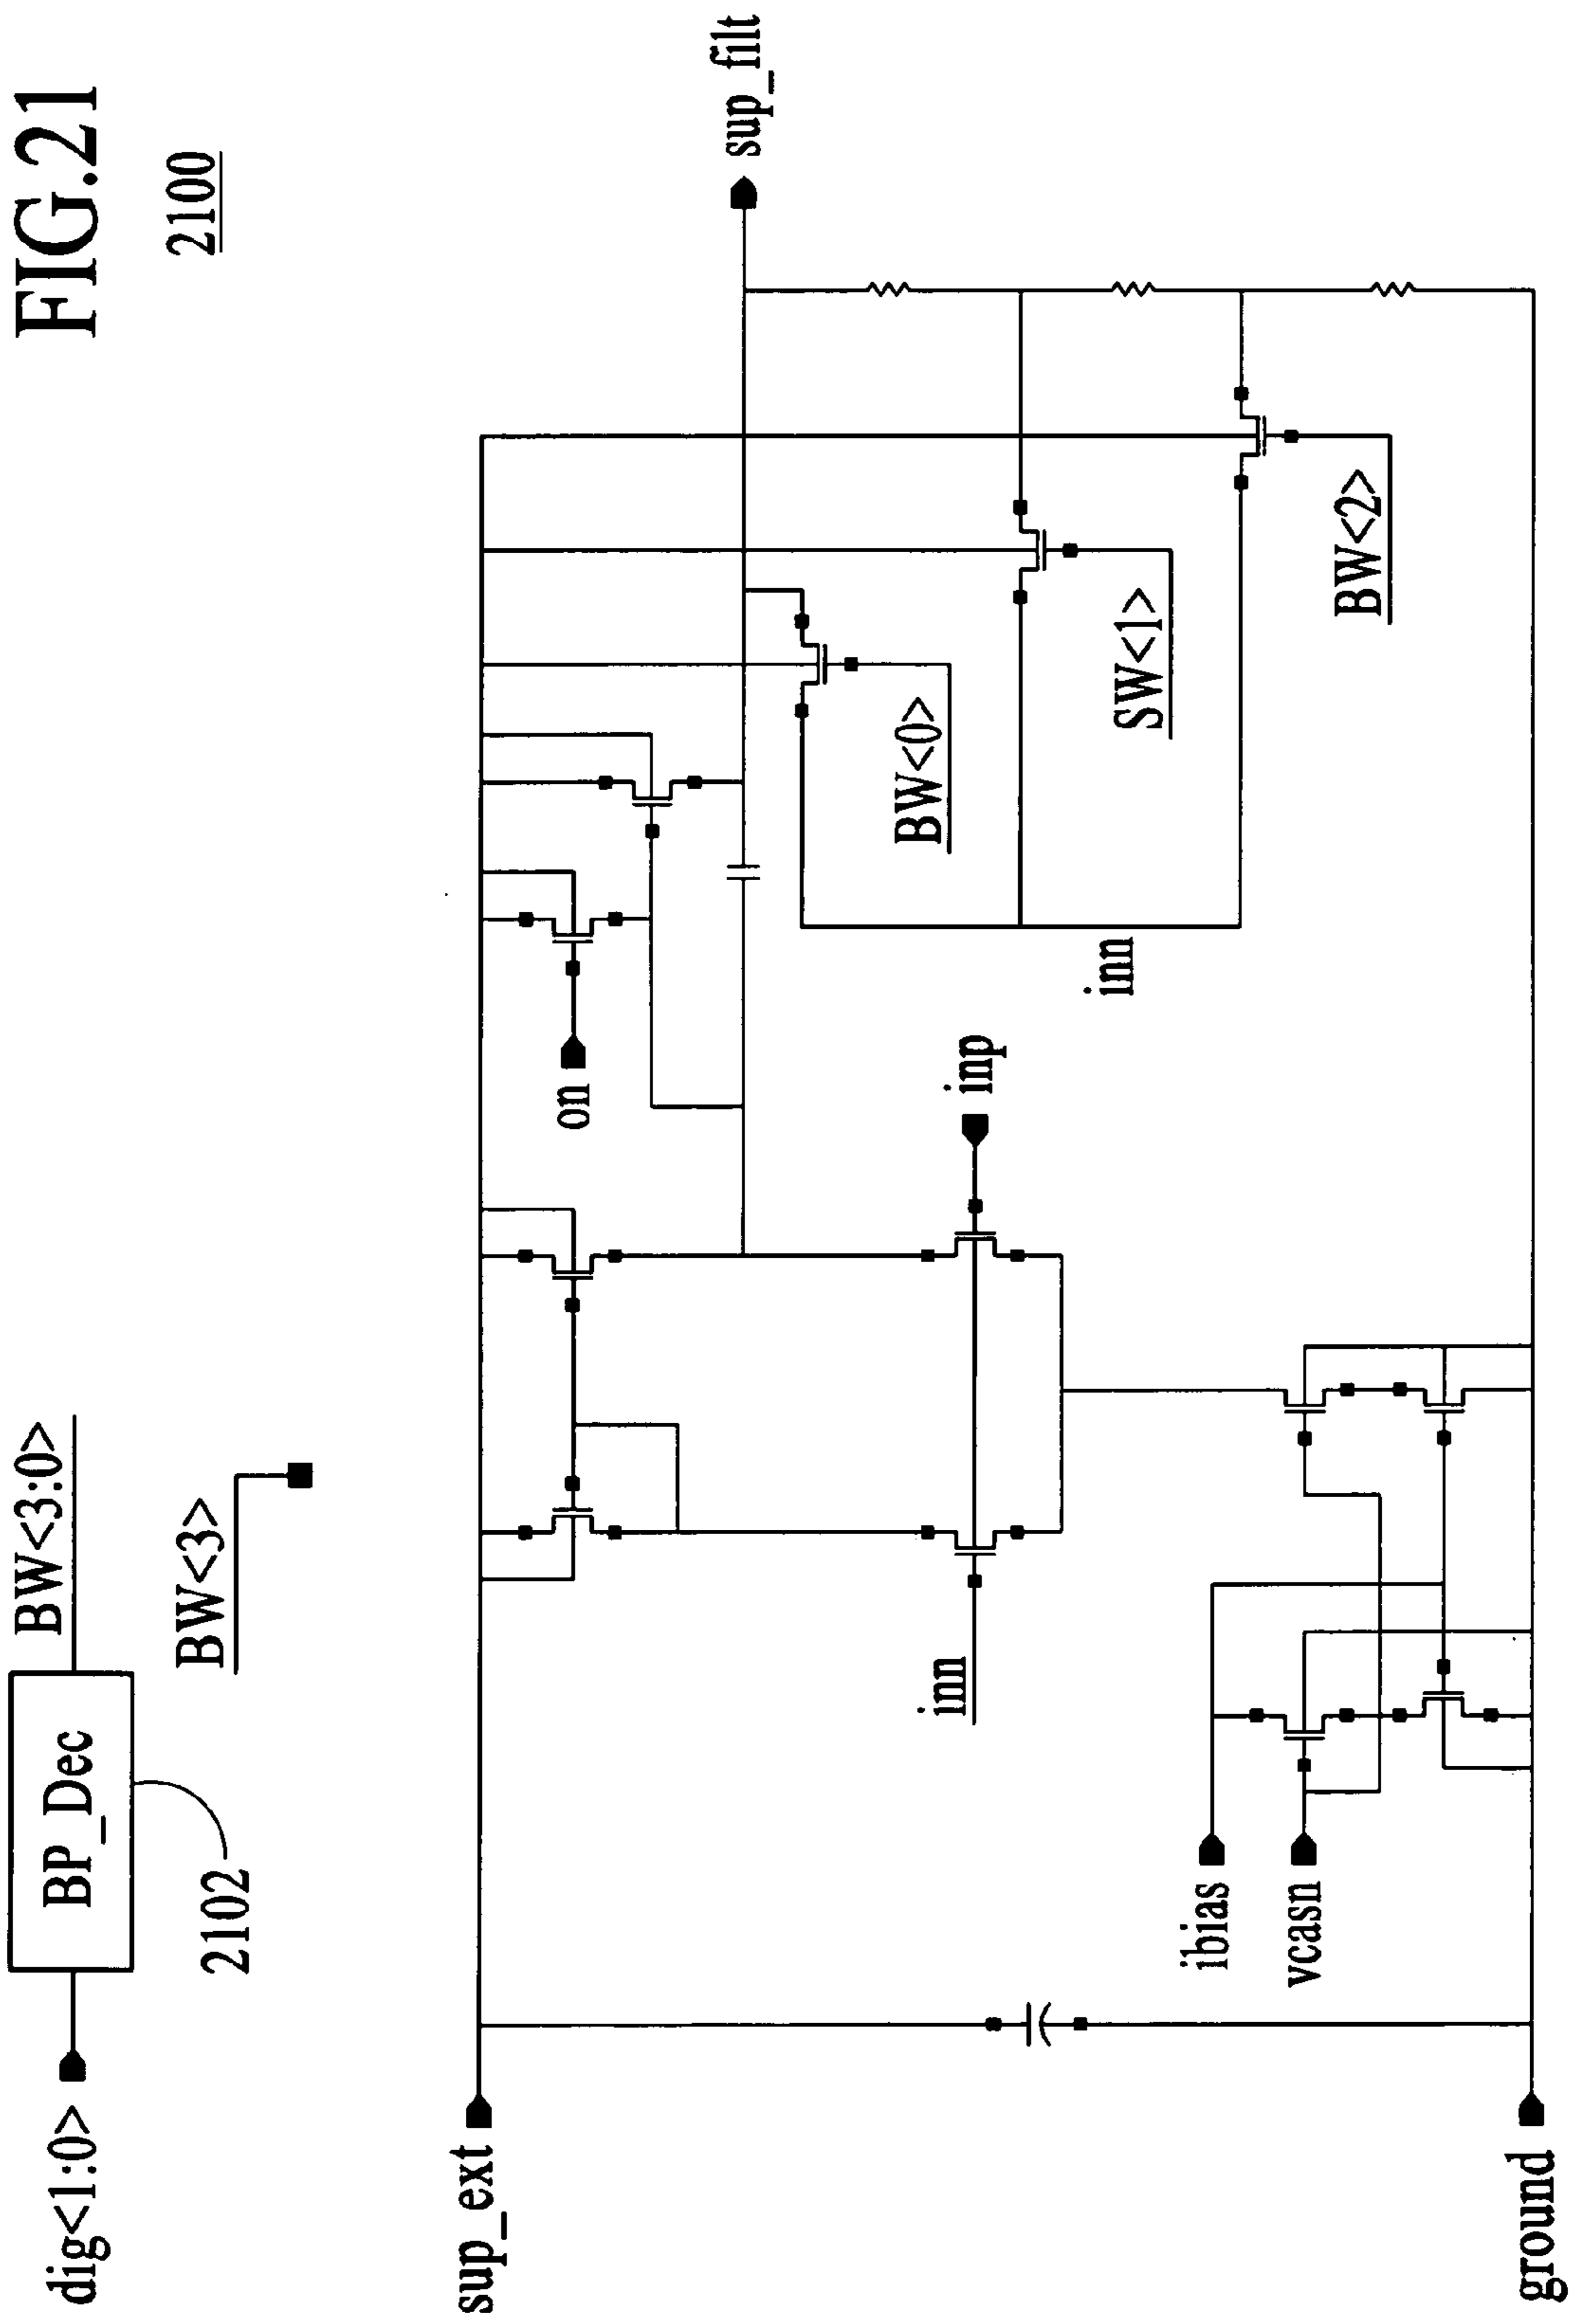 FIG.21
2100
dig<1:0>
BP_Dec
BW<3:0>
2102
BW<3>
sup_ext
sup_filt
on
inn
inp
inn
BW<0>
SW<1>
BW<2>
ibias
vcasn
ground